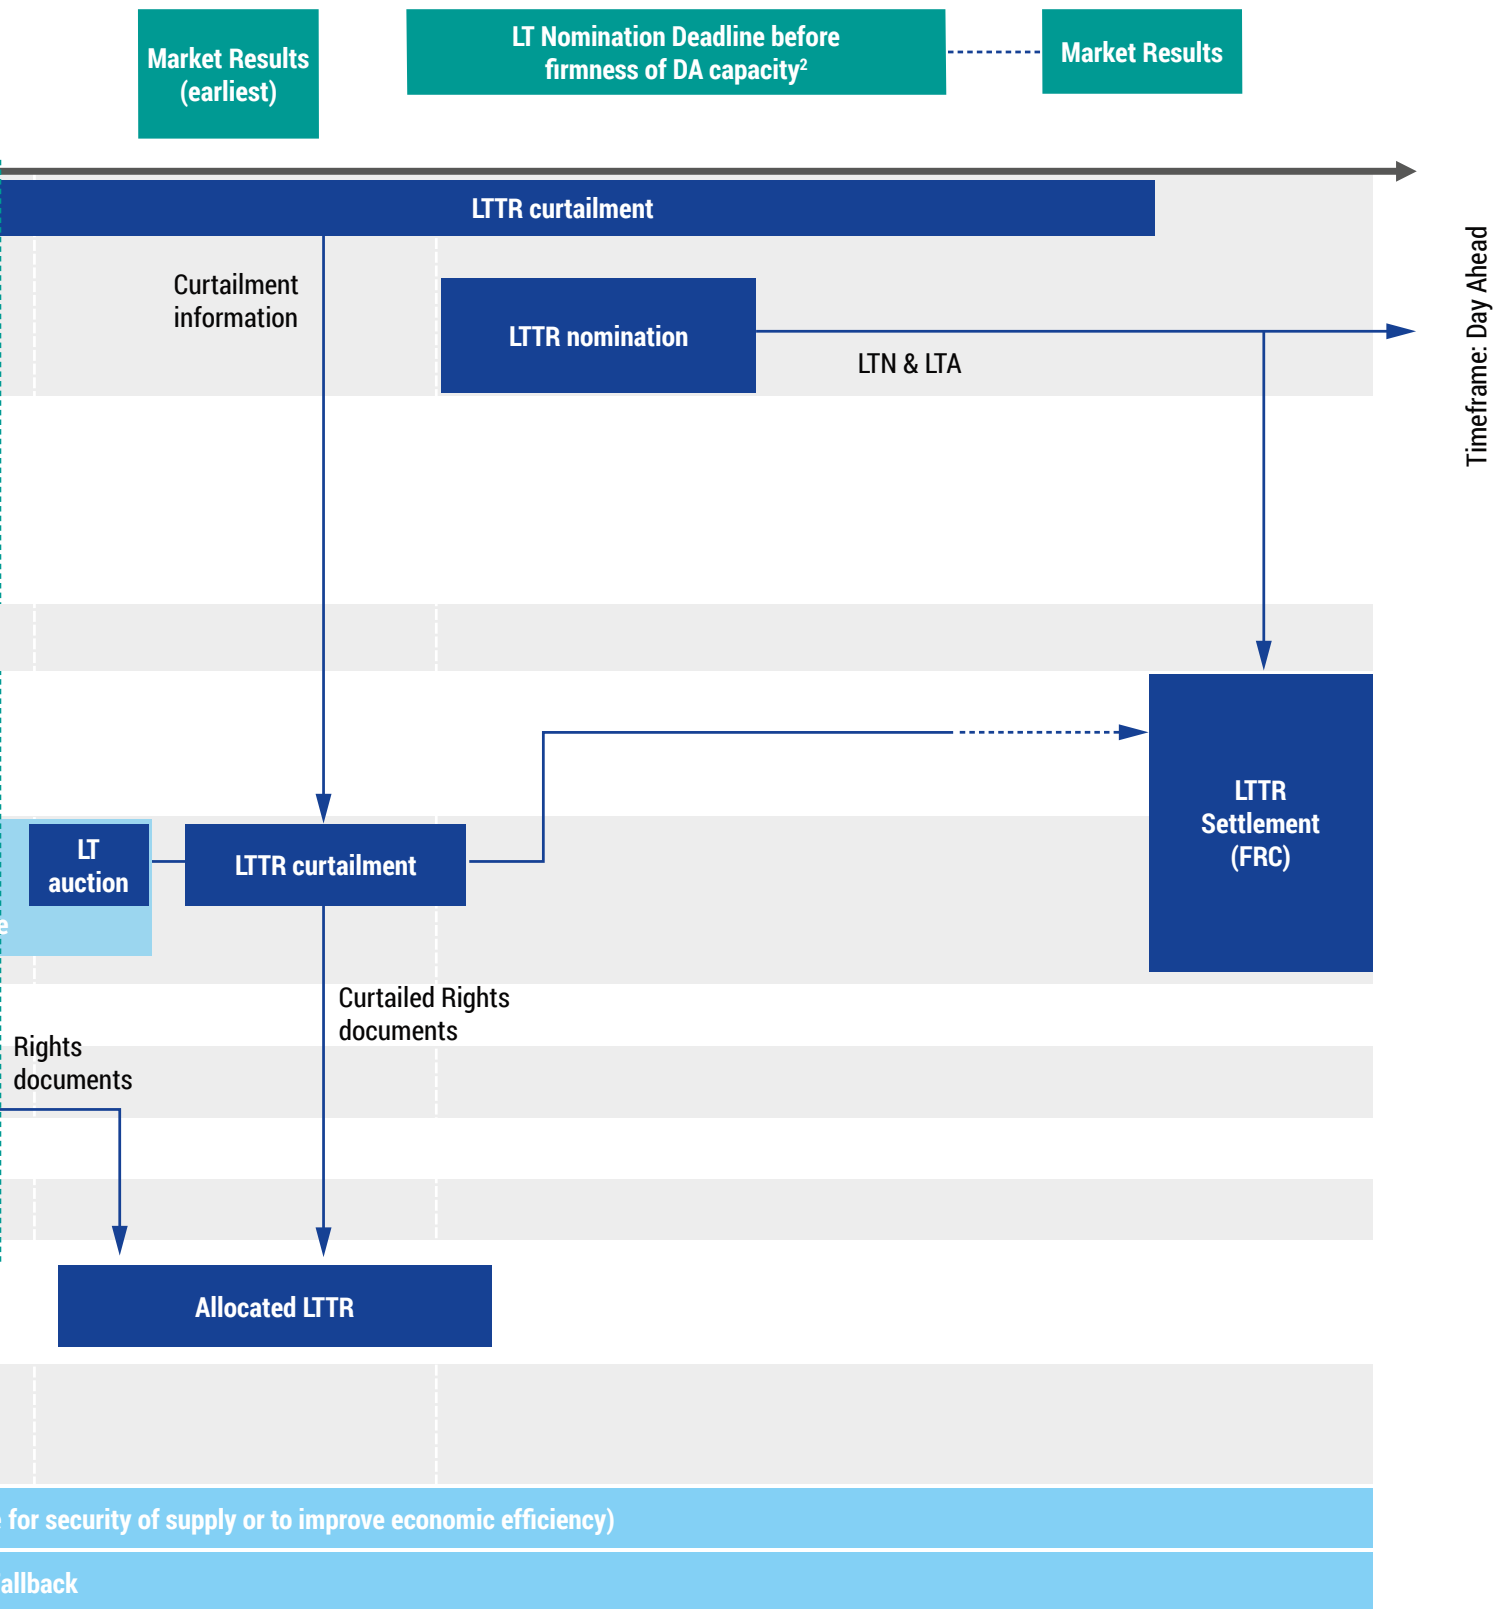 Market Results
(earliest)
LT Nomination Deadline before
firmness of DA capacity²
Market Results
LTTR curtailment
Curtailment
information
LTTR nomination
LTN & LTA
Timeframe: Day Ahead
LTTR
Settlement
(FRC)
LT
auction
LTTR curtailment
Curtailed Rights
documents
Rights
documents
Allocated LTTR
for security of supply or to improve economic efficiency)
allback